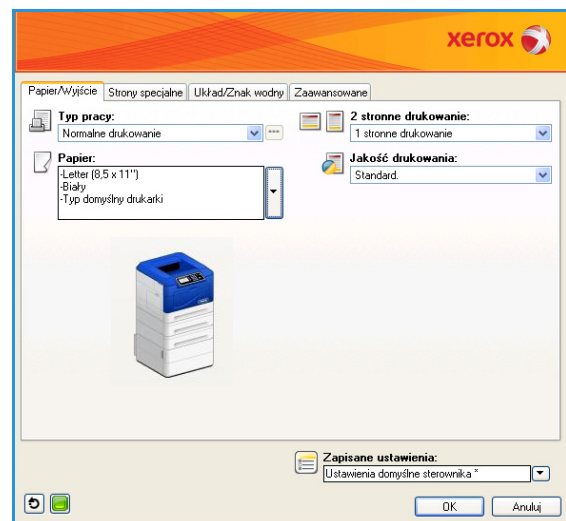 xerox
Papier/Wyjście Strony specjalne Układ/Znak wodny Zaawansowane
Typ pracy:
Normalne drukowanie
2 stronne drukowanie:
1 stronne drukowanie
Papier:
-Letter (8,5 x 11")
-Biały
-Typ domyślny drukarki
Jakość drukowania:
Standard.
Zapisane ustawienia:
Ustawienia domyślne sterownika *
OK Anuluj